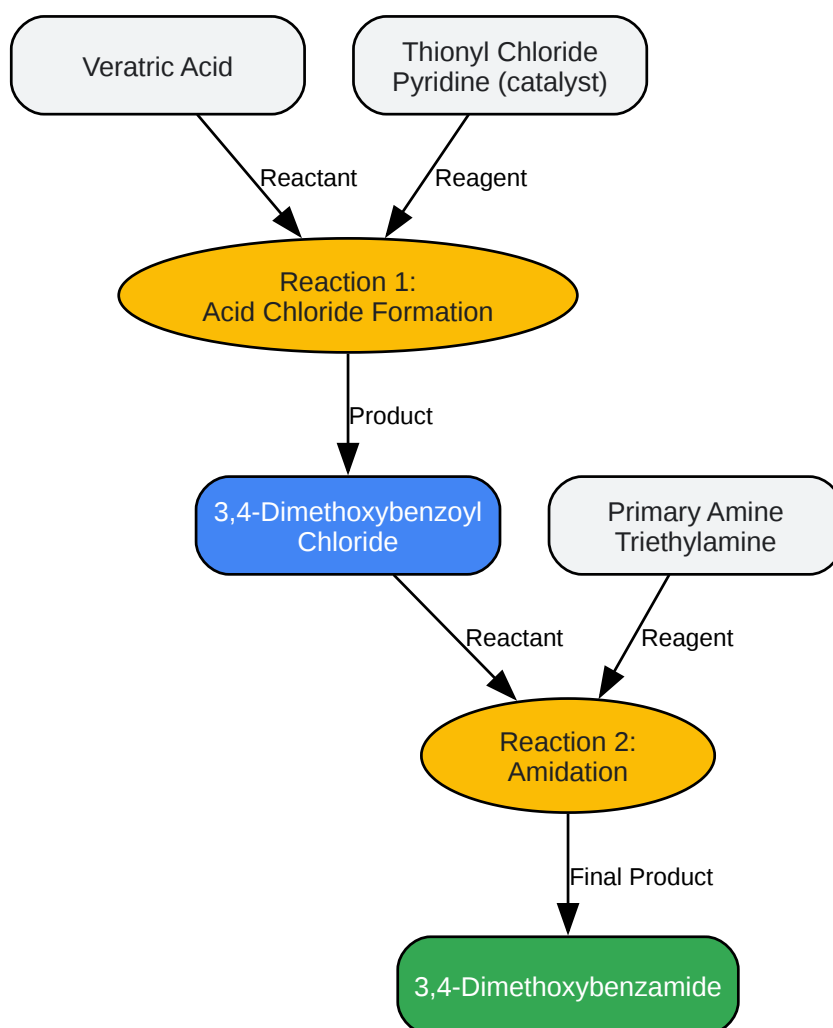 Veratric Acid
Thionyl Chloride
Pyridine (catalyst)
Reactant
Reagent
Reaction 1:
Acid Chloride Formation
Product
3,4-Dimethoxybenzoyl
Chloride
Primary Amine
Triethylamine
Reactant
Reagent
Reaction 2:
Amidation
Final Product
3,4-Dimethoxybenzamide